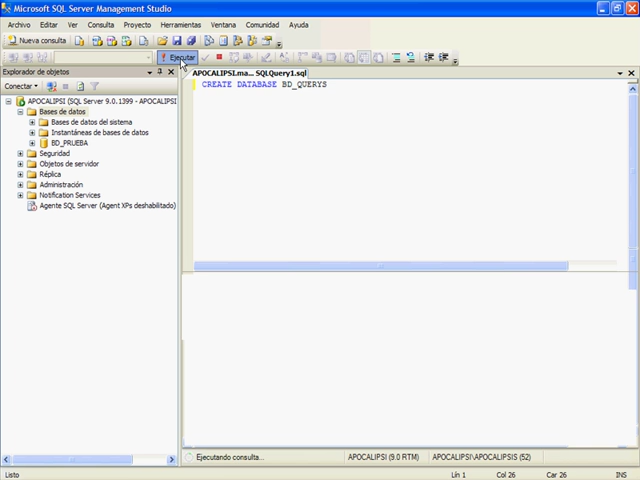 Microsoft SQL Server Management Studio
Archivo Editar Ver Consulta Proyecto Herramientas Ventana Comunidad Ayuda
Nueva consulta
Ejecutar
Explorador de objetos
APOCALIPSI.ma... SQLQuery1.sql
Conectar
CREATE DATABASE BD_QUERYS
APOCALIPSI (SQL Server 9.0.1399 - APOCALIPSI
Bases de datos
Bases de datos del sistema
Instantáneas de bases de datos
BD_PRUEBA
Seguridad
Objetos de servidor
Réplica
Administración
Notification Services
Agente SQL Server (Agent XPs deshabilitado)
Ejecutando consulta... APOCALIPSI (9.0 RTM) APOCALIPSI\APOCALIPSIS (52)
Listo Lín 1 Col 26 Car 26 INS